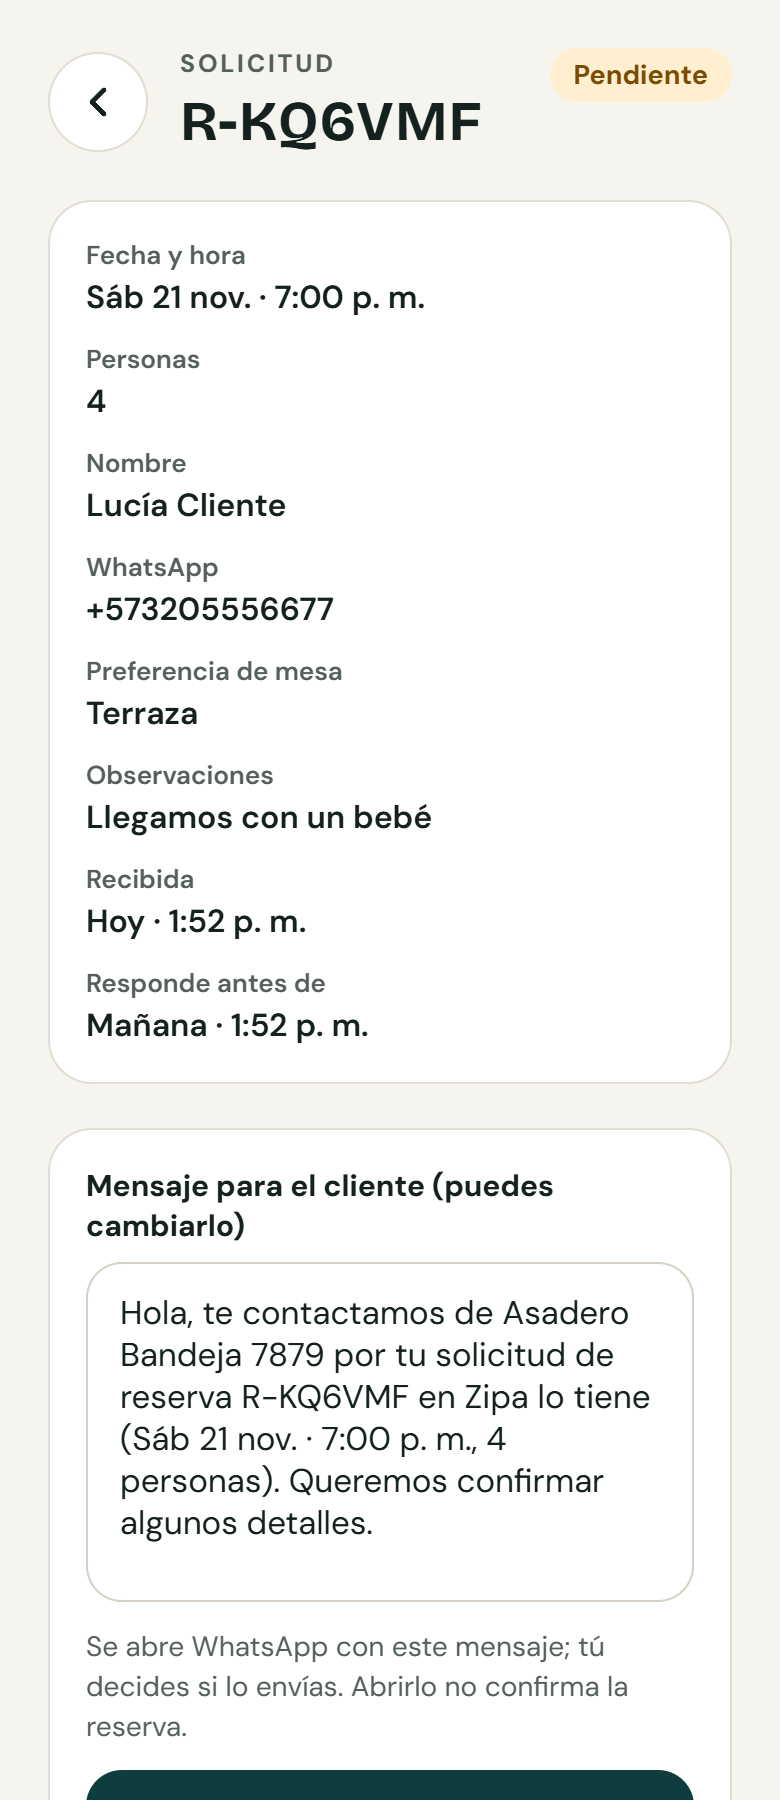 SOLICITUD
R-KQ6VMF
Pendiente
Fecha y hora
Sáb 21 nov. · 7:00 p. m.
Personas
4
Nombre
Lucía Cliente
WhatsApp
+573205556677
Preferencia de mesa
Terraza
Observaciones
Llegamos con un bebé
Recibida
Hoy · 1:52 p. m.
Responde antes de
Mañana · 1:52 p. m.
Mensaje para el cliente (puedes
cambiarlo)
Hola, te contactamos de Asadero
Bandeja 7879 por tu solicitud de
reserva R-KQ6VMF en Zipa lo tiene
(Sáb 21 nov. · 7:00 p. m., 4
personas). Queremos confirmar
algunos detalles.
Se abre WhatsApp con este mensaje; tú
decides si lo envías. Abrirlo no confirma la
reserva.